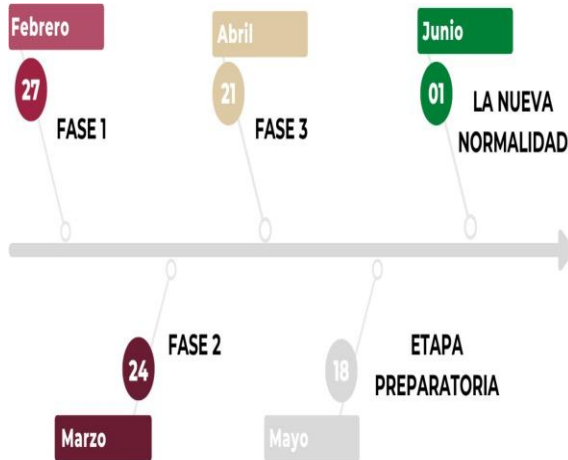 Febrero
27
FASE 1
Abril
21
FASE 3
Junio
01
LA NUEVA
NORMALIDAD
24
FASE 2
Marzo
18
ETAPA
PREPARATORIA
Mayo